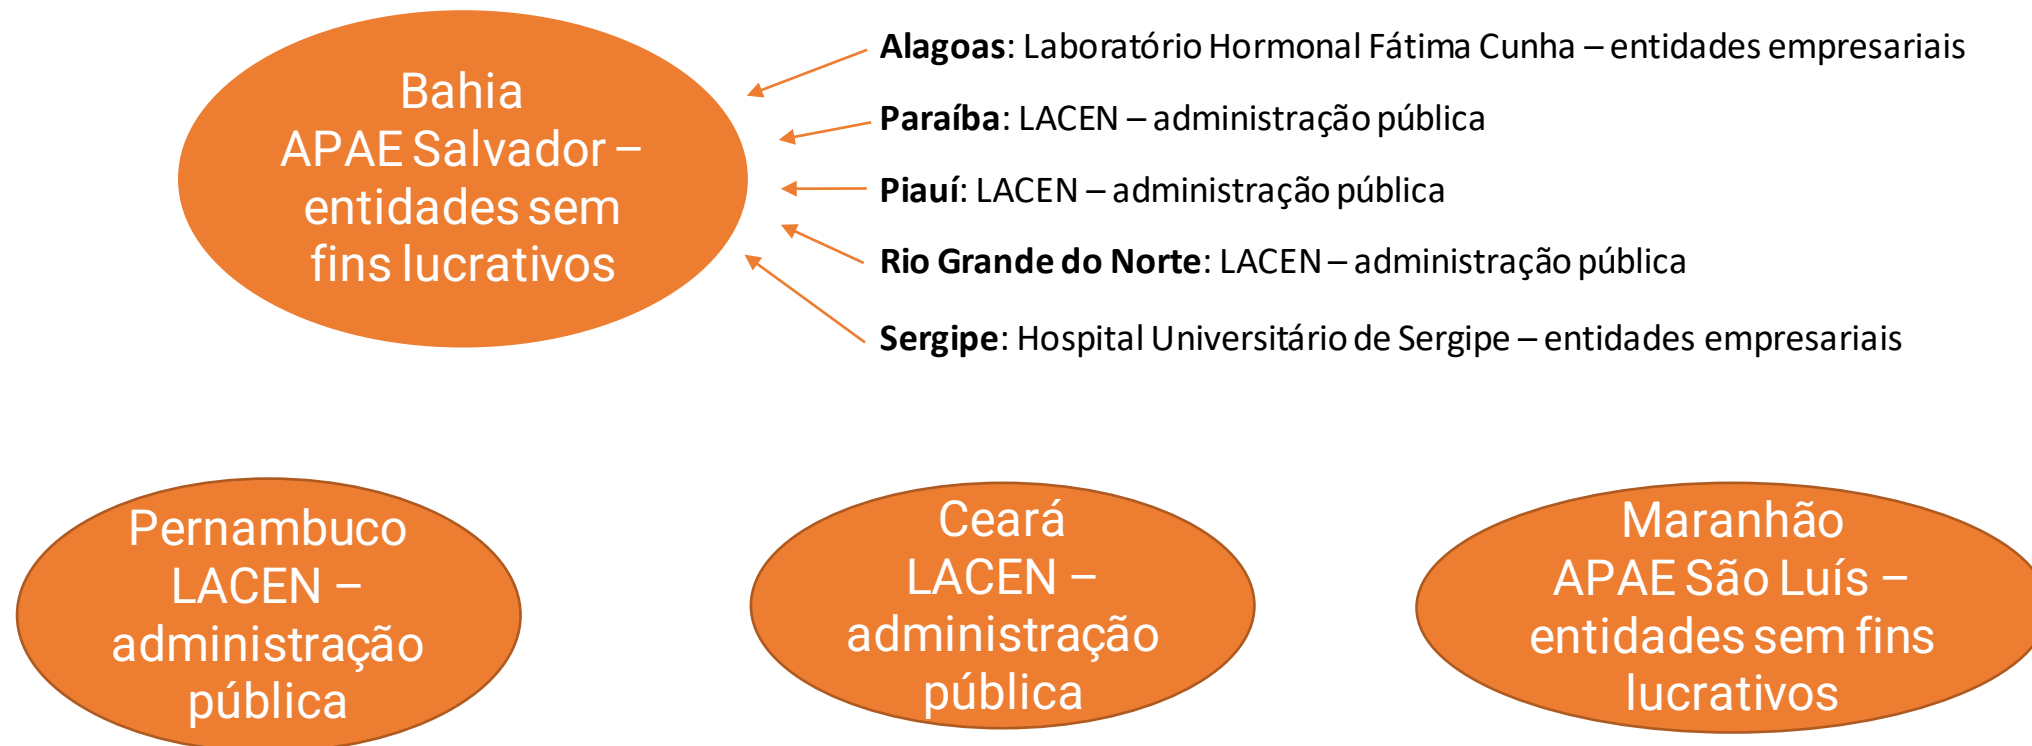 Bahia
APAE Salvador –
entidades sem
fins lucrativos
Alagoas: Laboratório Hormonal Fátima Cunha – entidades empresariais
Paraíba: LACEN – administração pública
Piauí: LACEN – administração pública
Rio Grande do Norte: LACEN – administração pública
Sergipe: Hospital Universitário de Sergipe – entidades empresariais
Pernambuco
LACEN –
administração
pública
Ceará
LACEN –
administração
pública
Maranhão
APAE São Luís –
entidades sem fins
lucrativos